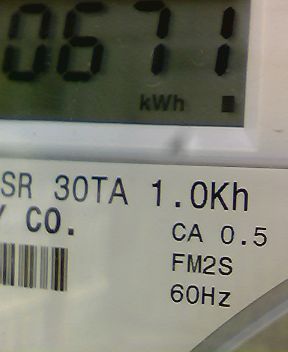 0671
kWh
SR 30TA 1.0Kh
Y CO.
CA 0.5
FM2S
60Hz